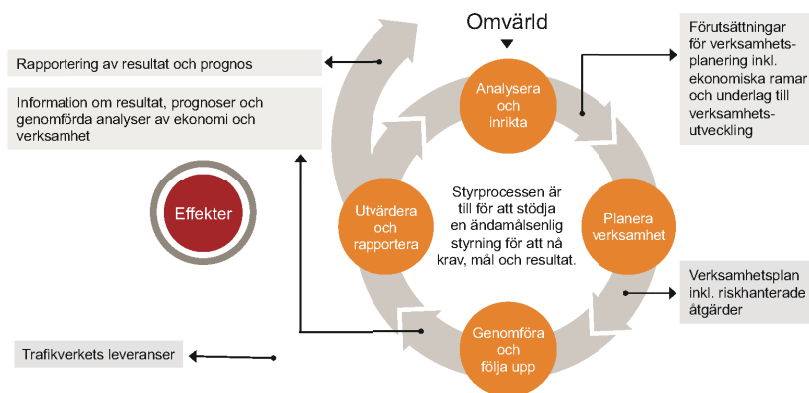 Omvärld
Rapportering av resultat och prognos
Information om resultat, prognoser och
genomförda analyser av ekonomi och
verksamhet
Analysera
och
inrikta
Förutsättningar
för verksamhets-
planering inkl.
ekonomiska ramar
och underlag till
verksamhets-
utveckling
Effekter
Utvärdera
och
rapportera
Styrprocessen är
till för att stödja
en ändamålsenlig
styrning för att nå
krav, mål och resultat.
Planera
verksamhet
Verksamhetsplan
inkl. riskhanterade
åtgärder
Genomföra
och
följa upp
Trafikverkets leveranser